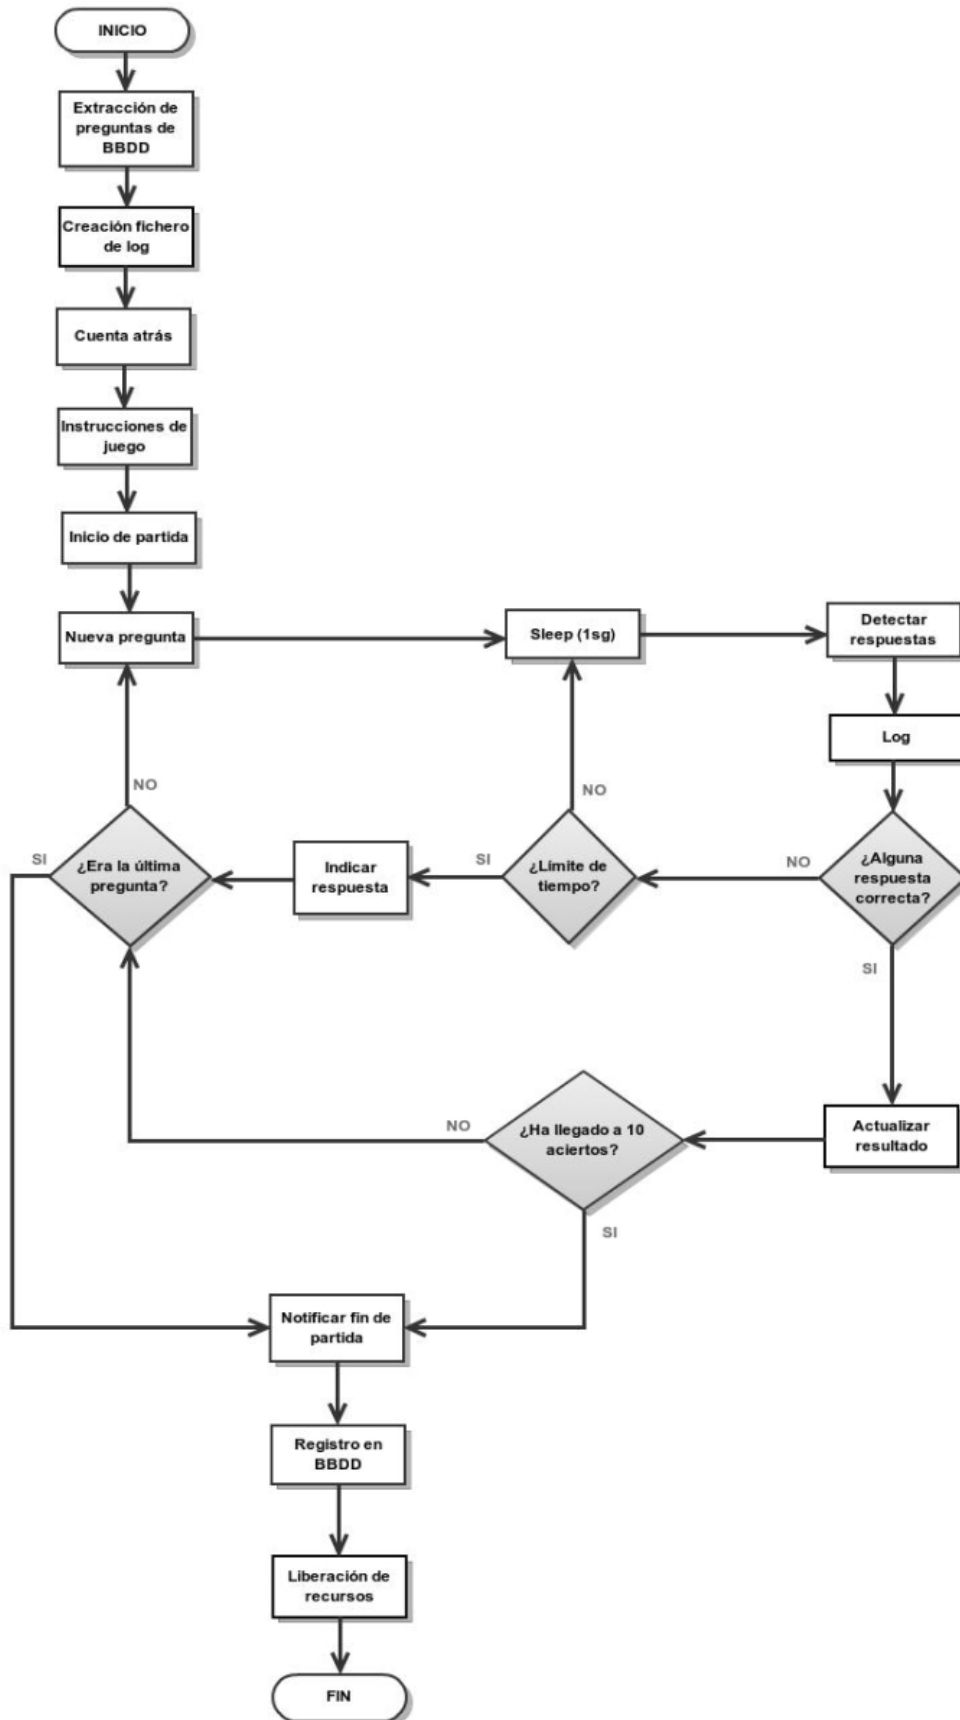 INICIO
Extracción de
preguntas de
BBDD
Creación fichero
de log
Cuenta atrás
Instrucciones de
juego
Inicio de partida
Nueva pregunta
Sleep (1sg)
Detectar
respuestas
Log
NO
NO
SI
¿Era la última
pregunta?
Indicar
respuesta
SI
¿Límite de
tiempo?
NO
¿Alguna
respuesta
correcta?
SI
NO
¿Ha llegado a 10
aciertos?
Actualizar
resultado
SI
Notificar fin de
partida
Registro en
BBDD
Liberación de
recursos
FIN